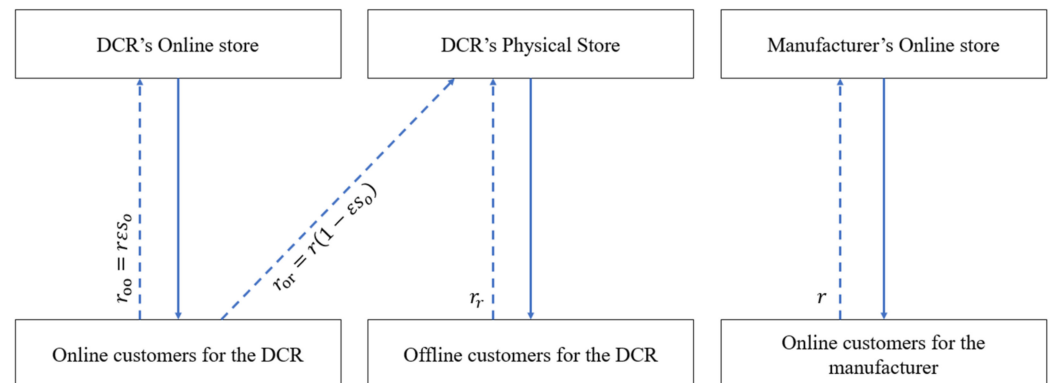 DCR's Online store
DCR's Physical Store
Manufacturer's Online store
r_oo = rεs_o
r_or = r(1 − εs_o)
r_r
r
Online customers for the DCR
Offline customers for the DCR
Online customers for the
manufacturer